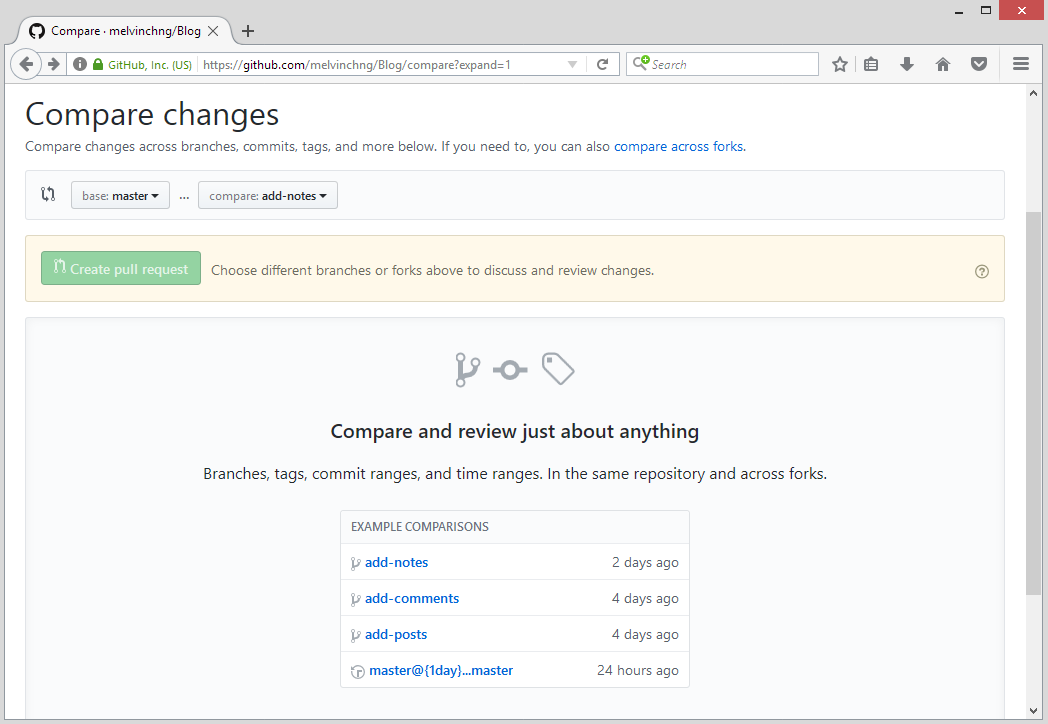 Compare · melvinchng/Blog
GitHub, Inc. (US) https://github.com/melvinchng/Blog/compare?expand=1 Search
Compare changes
Compare changes across branches, commits, tags, and more below. If you need to, you can also compare across forks.
base: master ... compare: add-notes
Create pull request Choose different branches or forks above to discuss and review changes.
Compare and review just about anything
Branches, tags, commit ranges, and time ranges. In the same repository and across forks.
EXAMPLE COMPARISONS
add-notes 2 days ago
add-comments 4 days ago
add-posts 4 days ago
master@{1day}...master 24 hours ago